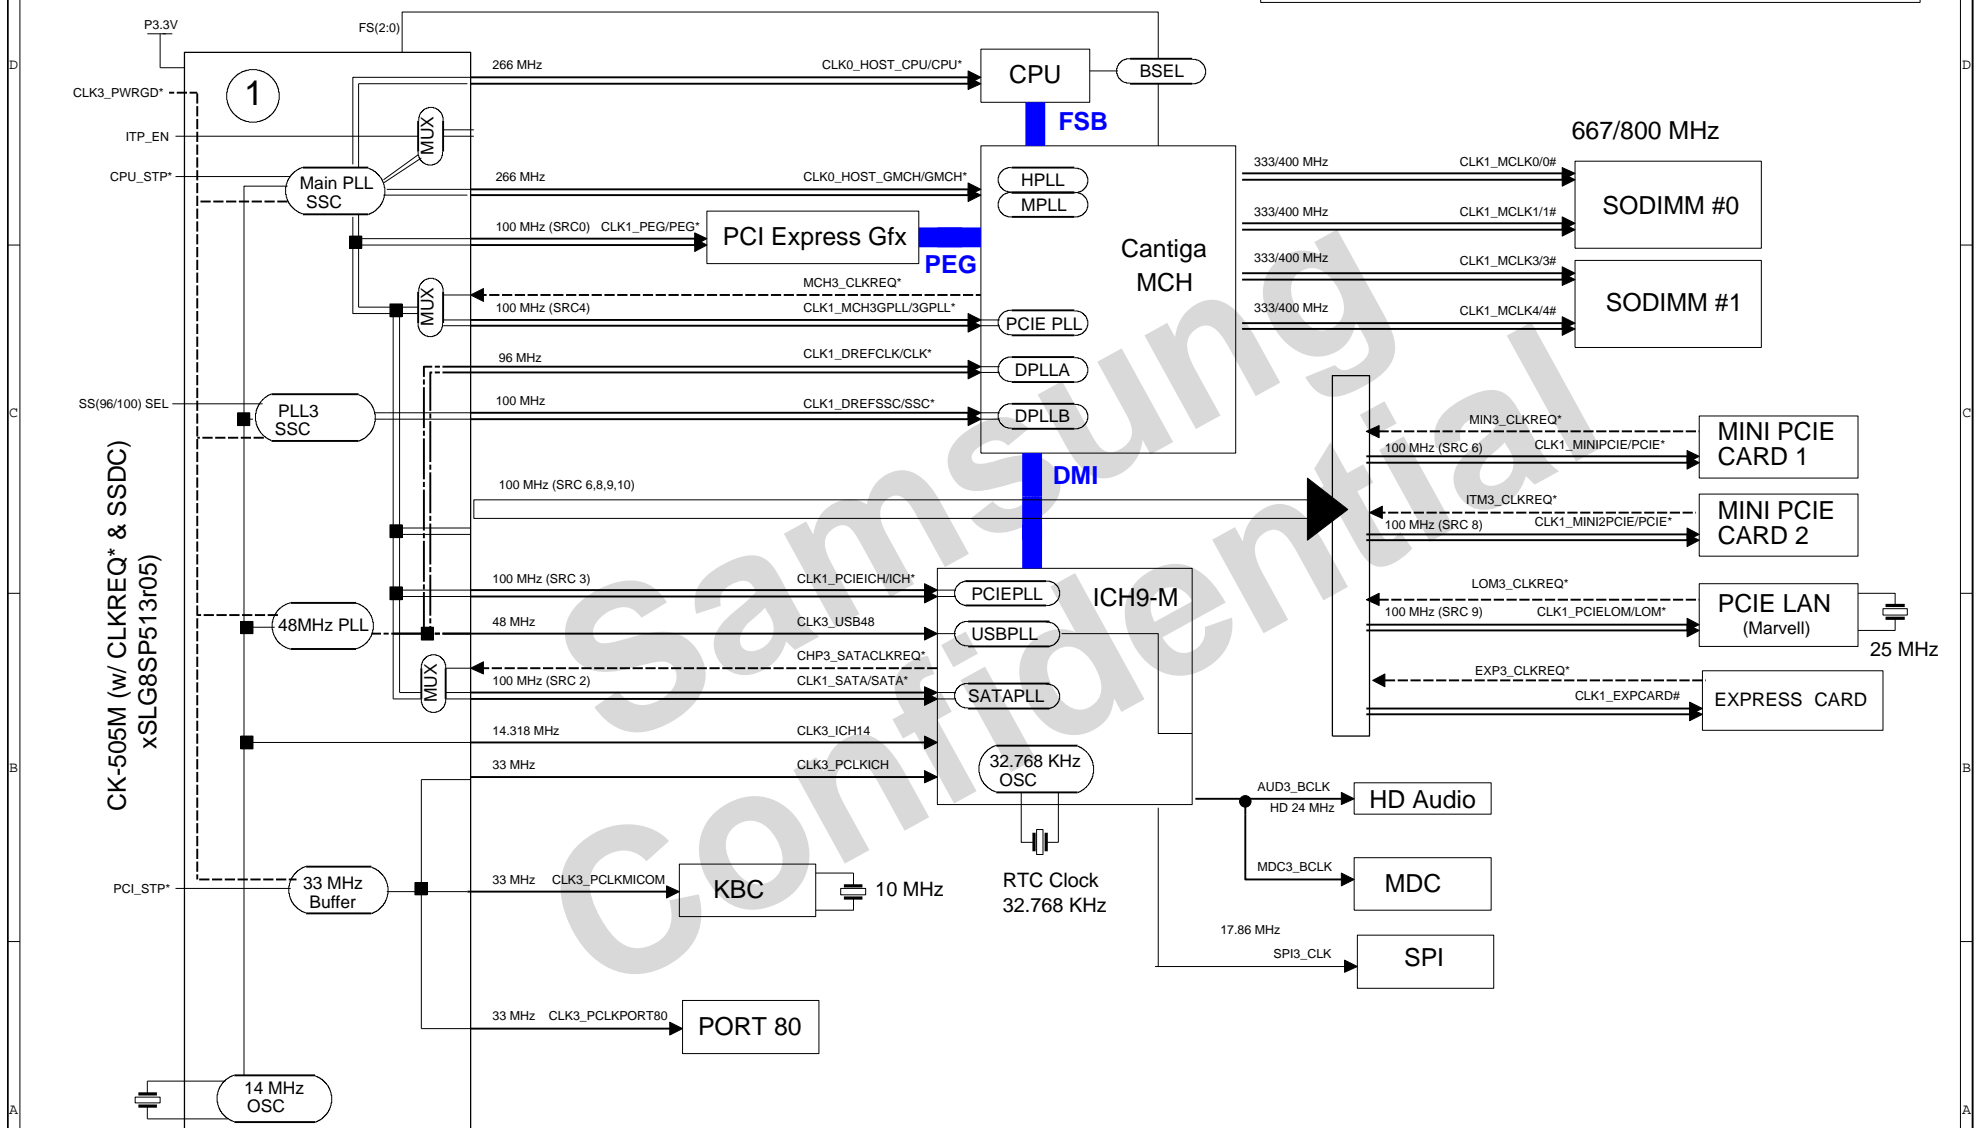 P3.3V
FS(2:0)
D
D
1
266 MHz
CLK0_HOST_CPU/CPU*
CPU
BSEL
CLK3_PWRGD*
FSB
ITP_EN
MUX
667/800 MHz
CPU_STP*
Main PLL
SSC
266 MHz
CLK0_HOST_GMCH/GMCH*
HPLL
MPLL
333/400 MHz
CLK1_MCLK0/0#
SODIMM #0
333/400 MHz
CLK1_MCLK1/1#
100 MHz (SRC0)
CLK1_PEG/PEG*
PCI Express Gfx
PEG
Cantiga
MCH
333/400 MHz
CLK1_MCLK3/3#
SODIMM #1
333/400 MHz
CLK1_MCLK4/4#
MUX
MCH3_CLKREQ*
100 MHz (SRC4)
CLK1_MCH3GPLL/3GPLL*
PCIE PLL
96 MHz
CLK1_DREFCLK/CLK*
DPLLA
SS(96/100) SEL
PLL3
SSC
100 MHz
CLK1_DREFSSC/SSC*
DPLLB
C
C
MIN3_CLKREQ*
100 MHz (SRC 6)
CLK1_MINIPCIE/PCIE*
MINI PCIE
CARD 1
DMI
100 MHz (SRC 6,8,9,10)
ITM3_CLKREQ*
100 MHz (SRC 8)
CLK1_MINI2PCIE/PCIE*
MINI PCIE
CARD 2
CK-505M (w/ CLKREQ* & SSDC)
xSLG8SP513r05)
100 MHz (SRC 3)
CLK1_PCIEICH/ICH*
PCIEPLL
ICH9-M
LOM3_CLKREQ*
100 MHz (SRC 9)
CLK1_PCIELOM/LOM*
PCIE LAN
(Marvell)
25 MHz
48MHz PLL
48 MHz
CLK3_USB48
USBPLL
MUX
CHP3_SATACLKREQ*
100 MHz (SRC 2)
CLK1_SATA/SATA*
SATAPLL
EXP3_CLKREQ*
CLK1_EXPCARD#
EXPRESS CARD
14.318 MHz
CLK3_ICH14
33 MHz
CLK3_PCLKICH
32.768 KHz
OSC
B
B
AUD3_BCLK
HD 24 MHz
HD Audio
PCI_STP*
33 MHz
Buffer
33 MHz
CLK3_PCLKMICOM
KBC
10 MHz
RTC Clock
32.768 KHz
MDC3_BCLK
MDC
17.86 MHz
SPI3_CLK
SPI
33 MHz
CLK3_PCLKPORT80
PORT 80
14 MHz
OSC
A
A
Samsung
Confidential